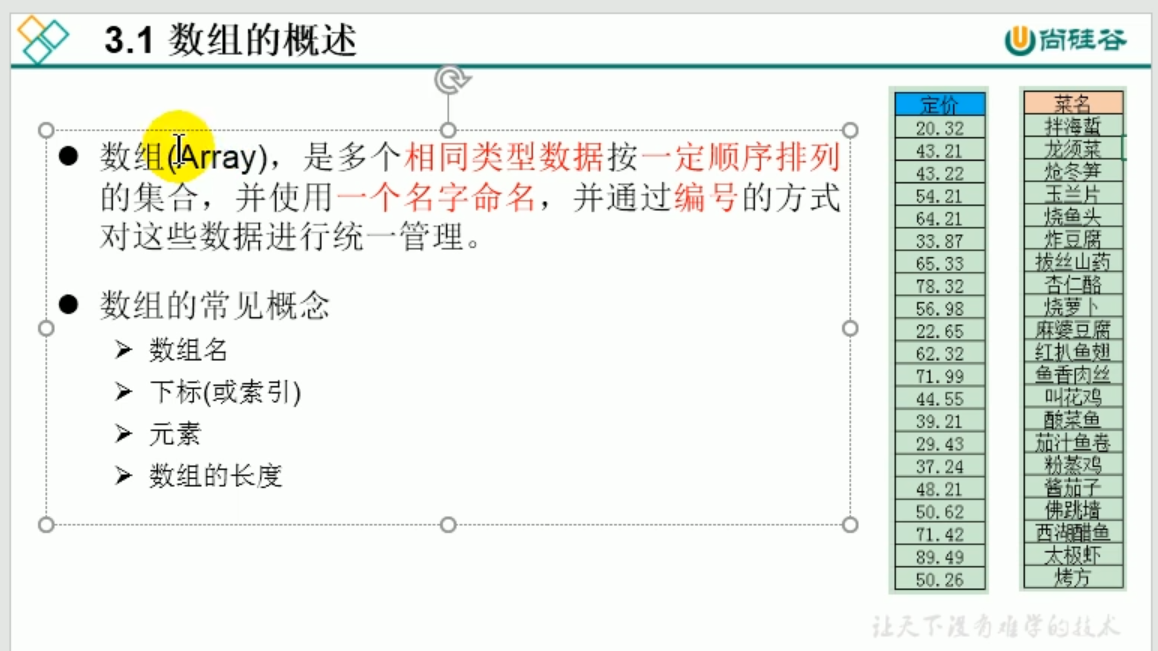 3.1 数组的概述
尚硅谷
数组(Array)，是多个相同类型数据按一定顺序排列
的集合，并使用一个名字命名，并通过编号的方式
对这些数据进行统一管理。
数组的常见概念
数组名
下标(或索引)
元素
数组的长度
定价
20.32
43.21
43.22
54.21
64.21
33.87
65.33
78.32
56.98
22.65
62.32
71.99
44.55
39.21
29.43
37.24
48.21
50.62
71.42
89.49
50.26
菜名
拌海蜇
龙须菜
炝冬笋
玉兰片
烧鱼头
炸豆腐
拔丝山药
杏仁酪
烧萝卜
麻婆豆腐
红扒鱼翅
鱼香肉丝
叫花鸡
酸菜鱼
茄汁鱼卷
粉蒸鸡
酱茄子
佛跳墙
西湖醋鱼
太极虾
烤方
让天下没有难学的技术